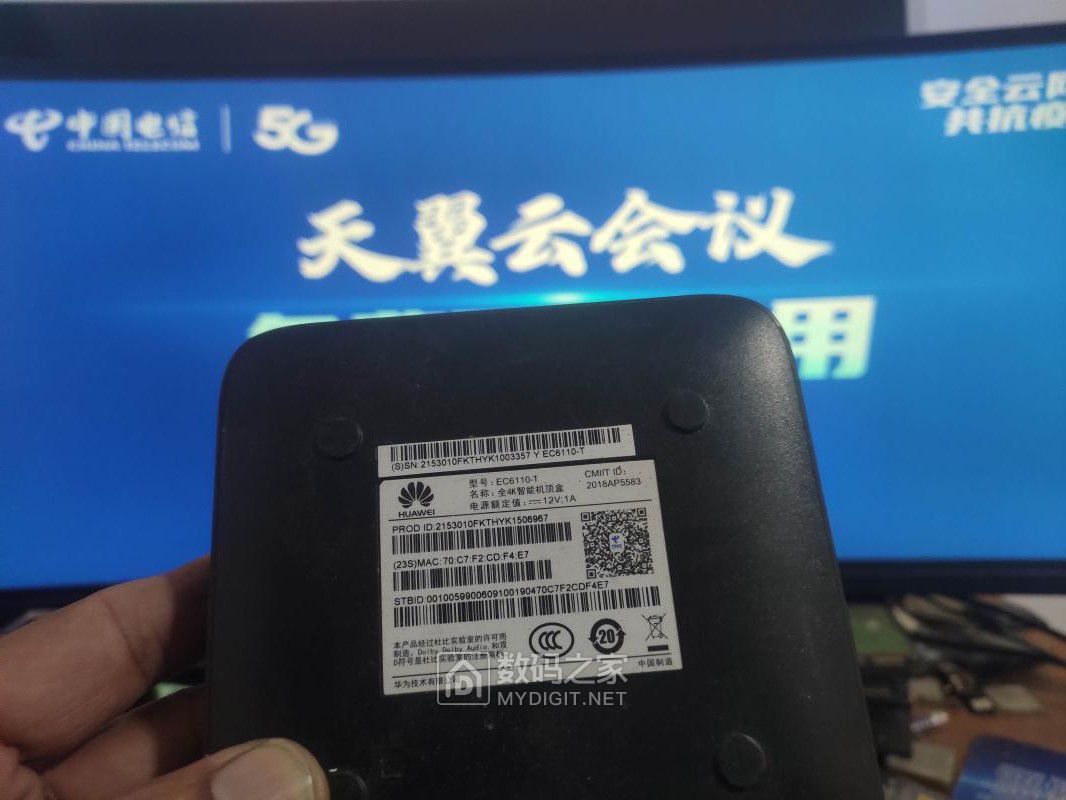 中国电信
CHINA TELECOM
5G
安全云
共抗疫
天翼云会议
用
(S)SN:2153010FKTHYK1003357 Y EC6110-T
HUAWEI
型号:EC6110-T
名称:全4K智能机顶盒
电源额定值:⎓12V;1A
CMIIT ID:
2018AP5583
PROD ID:2153010FKTHYK1506967
(23S)MAC:70:C7:F2:CD:F4:E7
STBID:0010059900609100190470C7F2CDF4E7
本产品经过杜比实验室的许可而
制造。Dolby,Dolby Audio,和双
D符号是杜比实验室的注册商标
华为技术有限公司
CCC
20
中国制造
数码之家
MYDIGIT.NET